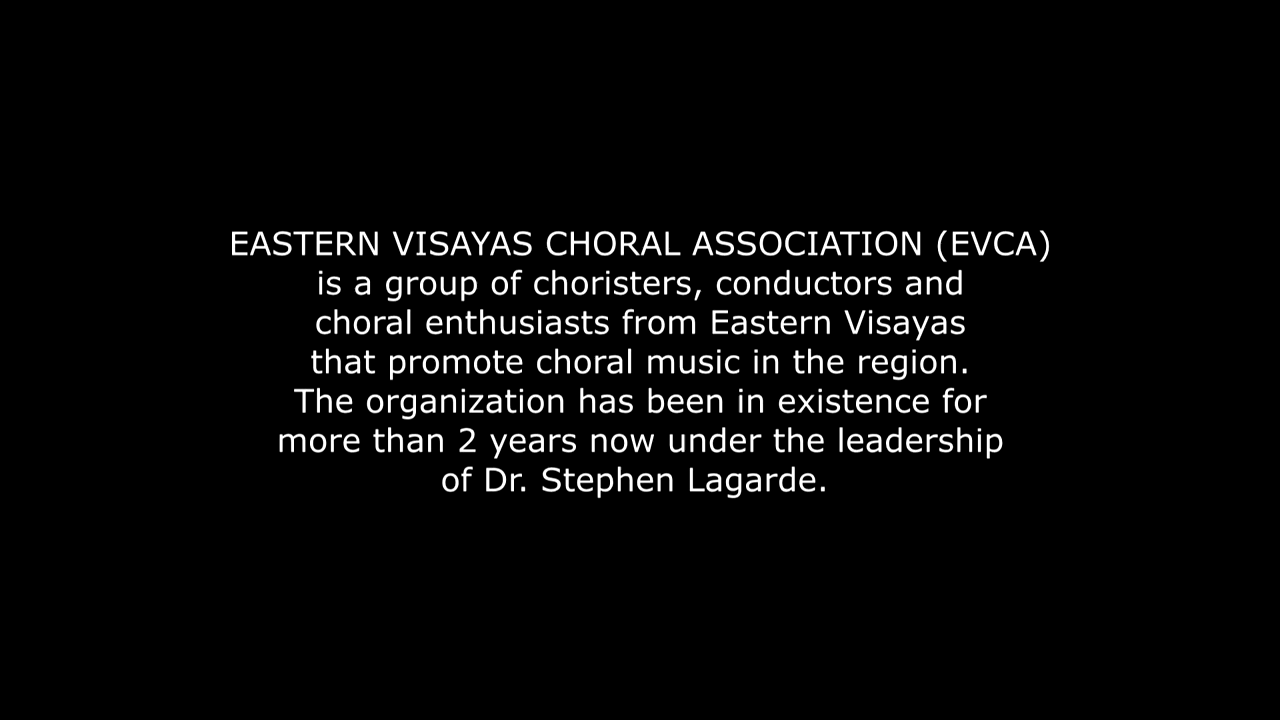 EASTERN VISAYAS CHORAL ASSOCIATION (EVCA)
is a group of choristers, conductors and
choral enthusiasts from Eastern Visayas
that promote choral music in the region.
The organization has been in existence for
more than 2 years now under the leadership
of Dr. Stephen Lagarde.